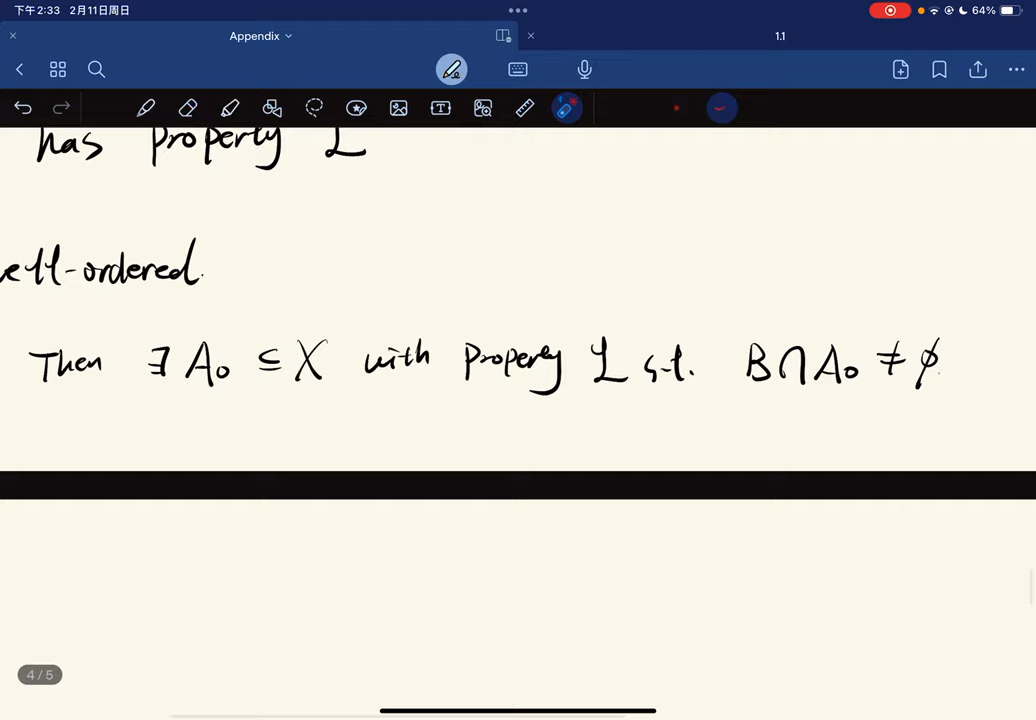 下午2:33 2月11日周日
64%
Appendix
1.1
has property L
ell-ordered.
Then ∃ A₀ ⊆ X with property L s.t. B ∩ A₀ ≠ ϕ
4 / 5